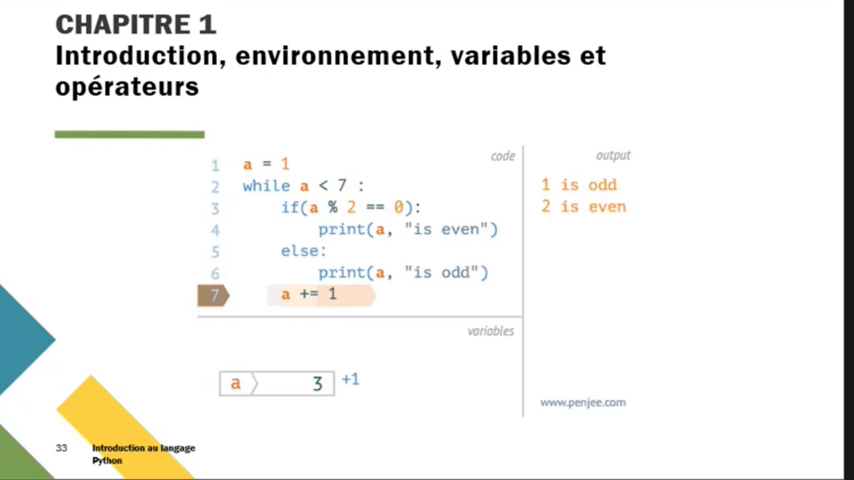 CHAPITRE 1
Introduction, environnement, variables et
opérateurs
code
1 a = 1
2 while a < 7 :
3 if(a % 2 == 0):
4 print(a, "is even")
5 else:
6 print(a, "is odd")
7 a += 1
output
1 is odd
2 is even
variables
a 3 +1
www.penjee.com
33 Introduction au langage
Python